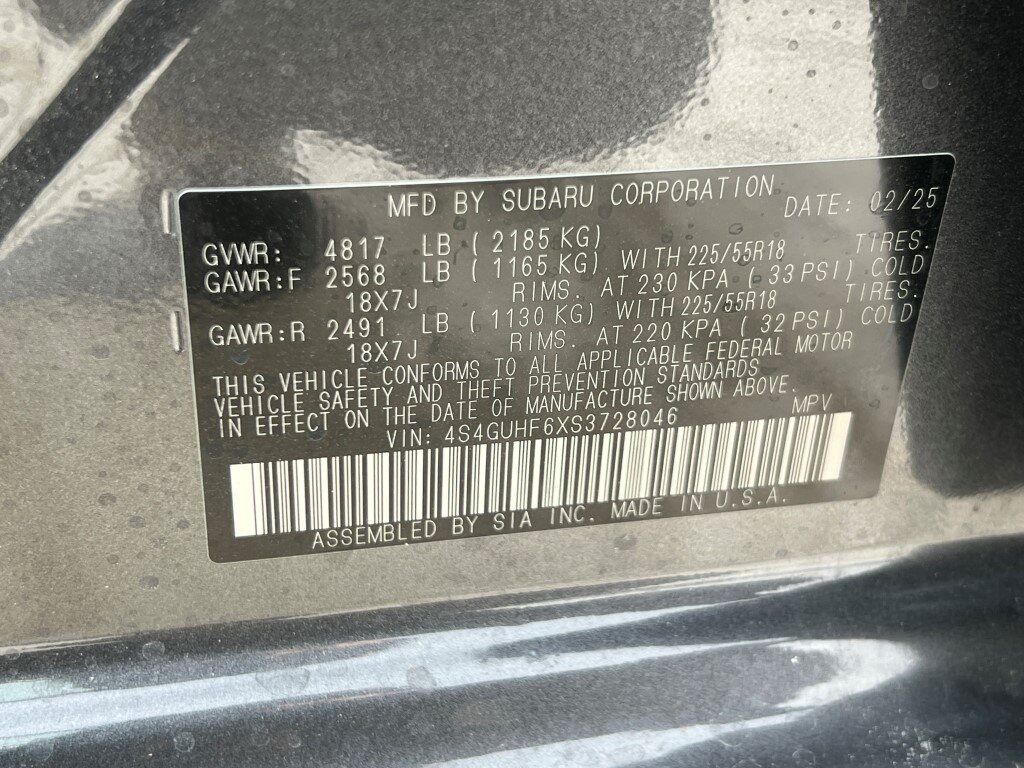 MFD BY SUBARU CORPORATION DATE: 02/25
GVWR: 4817 LB ( 2185 KG)
GAWR:F 2568 LB ( 1165 KG) WITH 225/55R18 TIRES.
18X7J RIMS. AT 230 KPA ( 33 PSI) COLD
GAWR:R 2491 LB ( 1130 KG) WITH 225/55R18 TIRES.
18X7J RIMS. AT 220 KPA ( 32 PSI) COLD
THIS VEHICLE CONFORMS TO ALL APPLICABLE FEDERAL MOTOR
VEHICLE SAFETY AND THEFT PREVENTION STANDARDS
IN EFFECT ON THE DATE OF MANUFACTURE SHOWN ABOVE.
VIN: 4S4GUHF6XS3728046 MPV
ASSEMBLED BY SIA INC. MADE IN U.S.A.